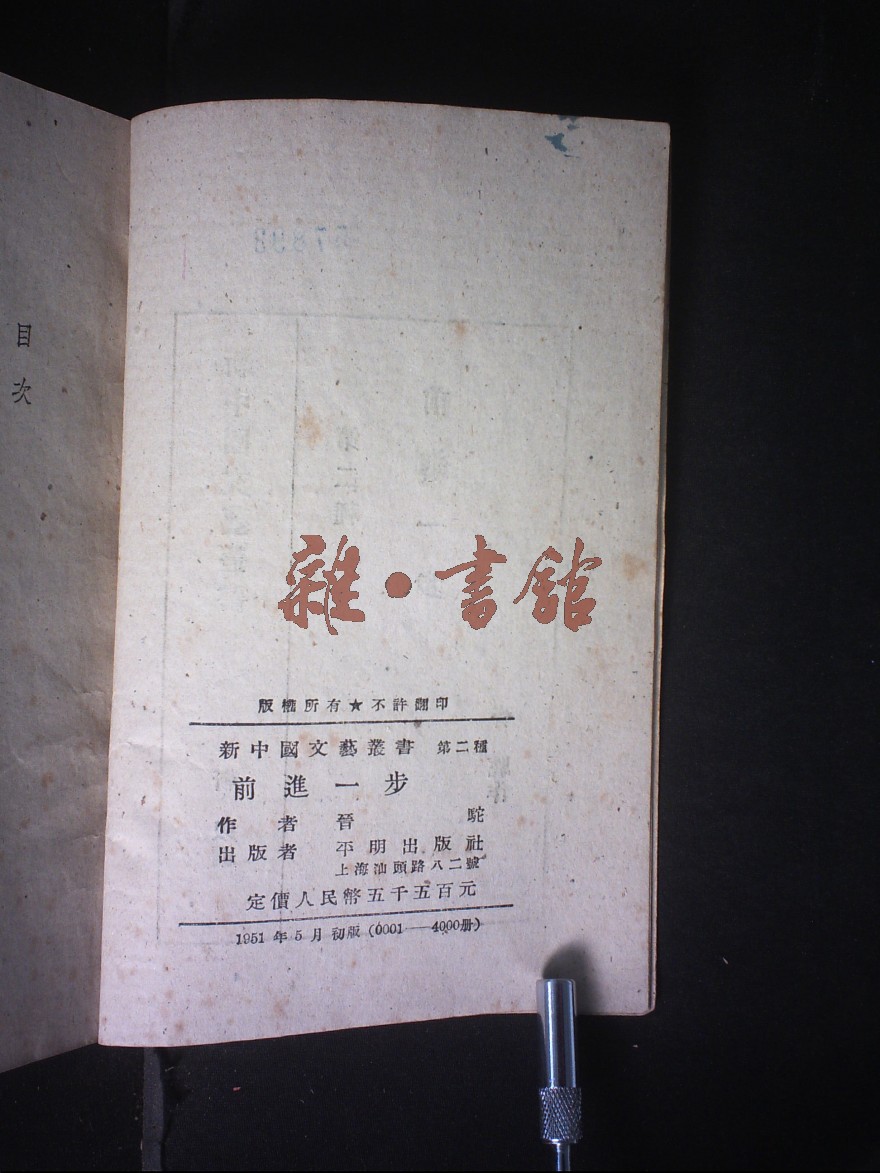 目次
雜·書館
版權所有★不許翻印
新中國文藝叢書 第二種
前進一步
作者 晉駝
出版者 平明出版社
上海汕頭路八二號
定價人民幣五千五百元
1951年5月初版(0001—4000册)